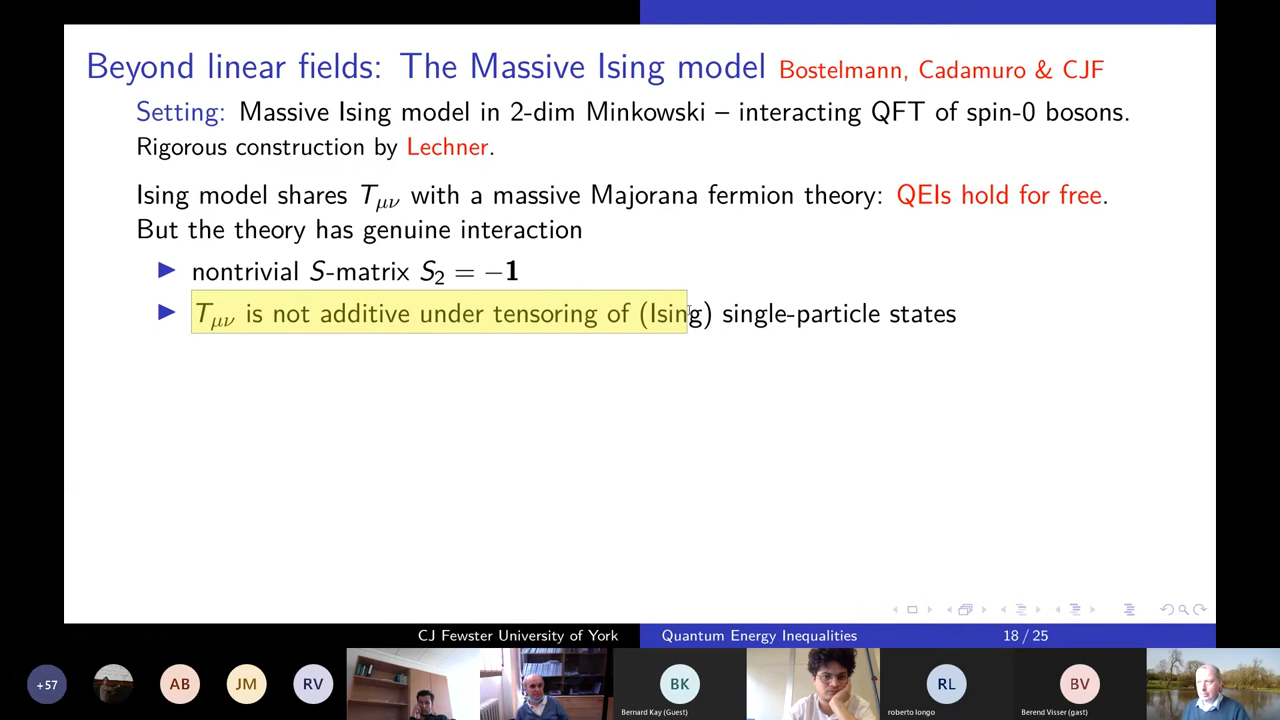 Beyond linear fields: The Massive Ising model Bostelmann, Cadamuro & CJF
Setting: Massive Ising model in 2-dim Minkowski – interacting QFT of spin-0 bosons.
Rigorous construction by Lechner.
Ising model shares Tμν with a massive Majorana fermion theory: QEIs hold for free.
But the theory has genuine interaction
▶ nontrivial S-matrix S₂ = −1
▶ Tμν is not additive under tensoring of (Ising) single-particle states
CJ Fewster University of York Quantum Energy Inequalities 18 / 25
+57 AB JM RV BK RL BV
Bernard Kay (Guest) roberto longo Berend Visser (gast)